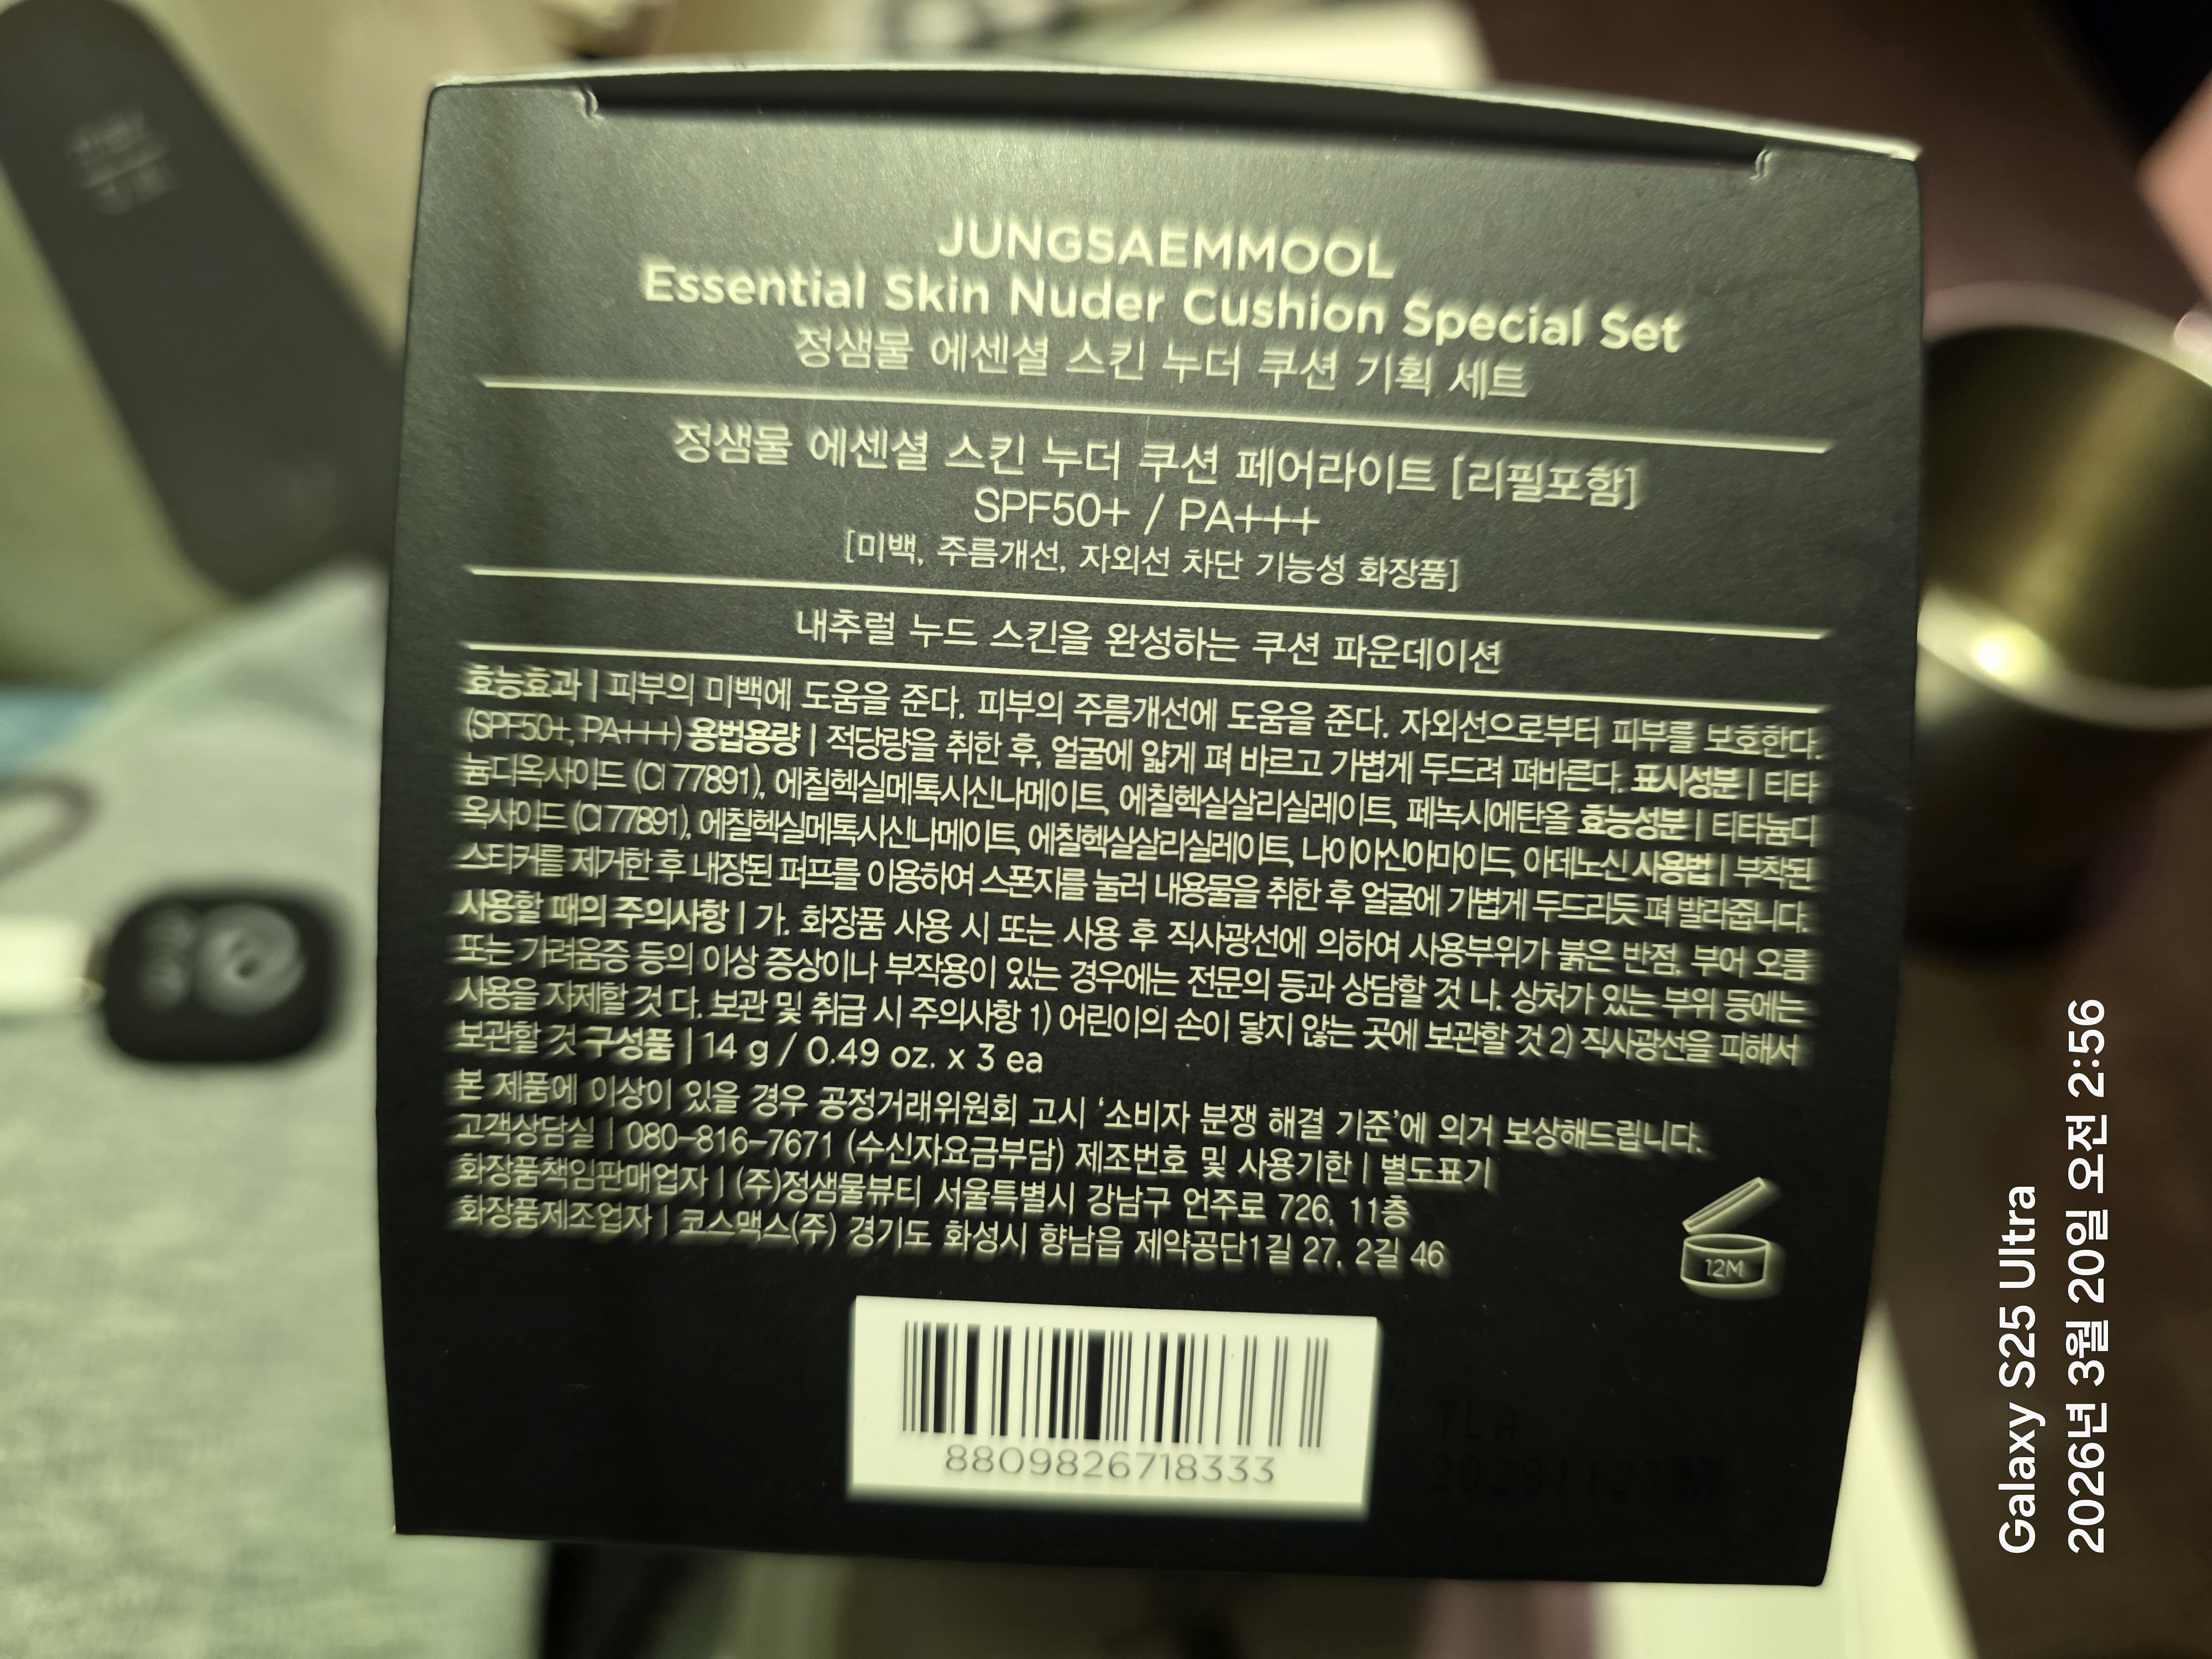 JUNGSAEMMOOL
Essential Skin Nuder Cushion Special Set
정샘물 에센셜 스킨 누더 쿠션 기획 세트
정샘물 에센셜 스킨 누더 쿠션 페어라이트 [리필포함]
SPF50+ / PA+++
[미백, 주름개선, 자외선 차단 기능성 화장품]
내추럴 누드 스킨을 완성하는 쿠션 파운데이션
효능효과 | 피부의 미백에 도움을 준다. 피부의 주름개선에 도움을 준다. 자외선으로부터 피부를 보호한다.
(SPF50+, PA+++) 용법용량 | 적당량을 취한 후, 얼굴에 얇게 펴 바르고 가볍게 두드려 펴바른다. 표시성분 | 티타
늄디옥사이드 (CI 77891), 에칠헥실메톡시신나메이트, 에칠헥실살리실레이트, 페녹시에탄올 효능성분 | 티타늄디
옥사이드 (CI 77891), 에칠헥실메톡시신나메이트, 에칠헥실살리실레이트, 나이아신아마이드, 아데노신 사용법 | 부착된
스티커를 제거한 후 내장된 퍼프를 이용하여 스폰지를 눌러 내용물을 취한 후 얼굴에 가볍게 두드리듯 펴 발라줍니다.
사용할 때의 주의사항 | 가. 화장품 사용 시 또는 사용 후 직사광선에 의하여 사용부위가 붉은 반점, 부어 오름
또는 가려움증 등의 이상 증상이나 부작용이 있는 경우에는 전문의 등과 상담할 것 나. 상처가 있는 부위 등에는
사용을 자제할 것 다. 보관 및 취급 시 주의사항 1) 어린이의 손이 닿지 않는 곳에 보관할 것 2) 직사광선을 피해서
보관할 것 구성품 | 14 g / 0.49 oz. x 3 ea
본 제품에 이상이 있을 경우 공정거래위원회 고시 '소비자 분쟁 해결 기준'에 의거 보상해드립니다.
고객상담실 | 080-816-7671 (수신자요금부담) 제조번호 및 사용기한 | 별도표기
화장품책임판매업자 | (주)정샘물뷰티 서울특별시 강남구 언주로 726, 11층
화장품제조업자 | 코스맥스(주) 경기도 화성시 향남읍 제약공단1길 27, 2길 46
12M
8809826718333
Galaxy S25 Ultra
2026년 3월 20일 오전 2:56